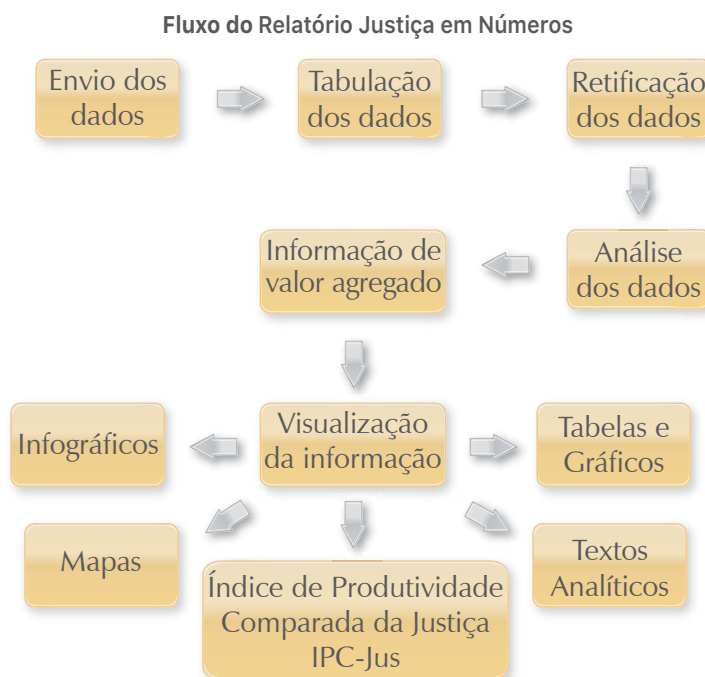 Fluxo do Relatório Justiça em Números
Envio dos
dados
Tabulação
dos dados
Retificação
dos dados
Análise
dos dados
Informação de
valor agregado
Visualização
da informação
Infográficos
Tabelas e
Gráficos
Mapas
Índice de Produtividade
Comparada da Justiça
IPC-Jus
Textos
Analíticos